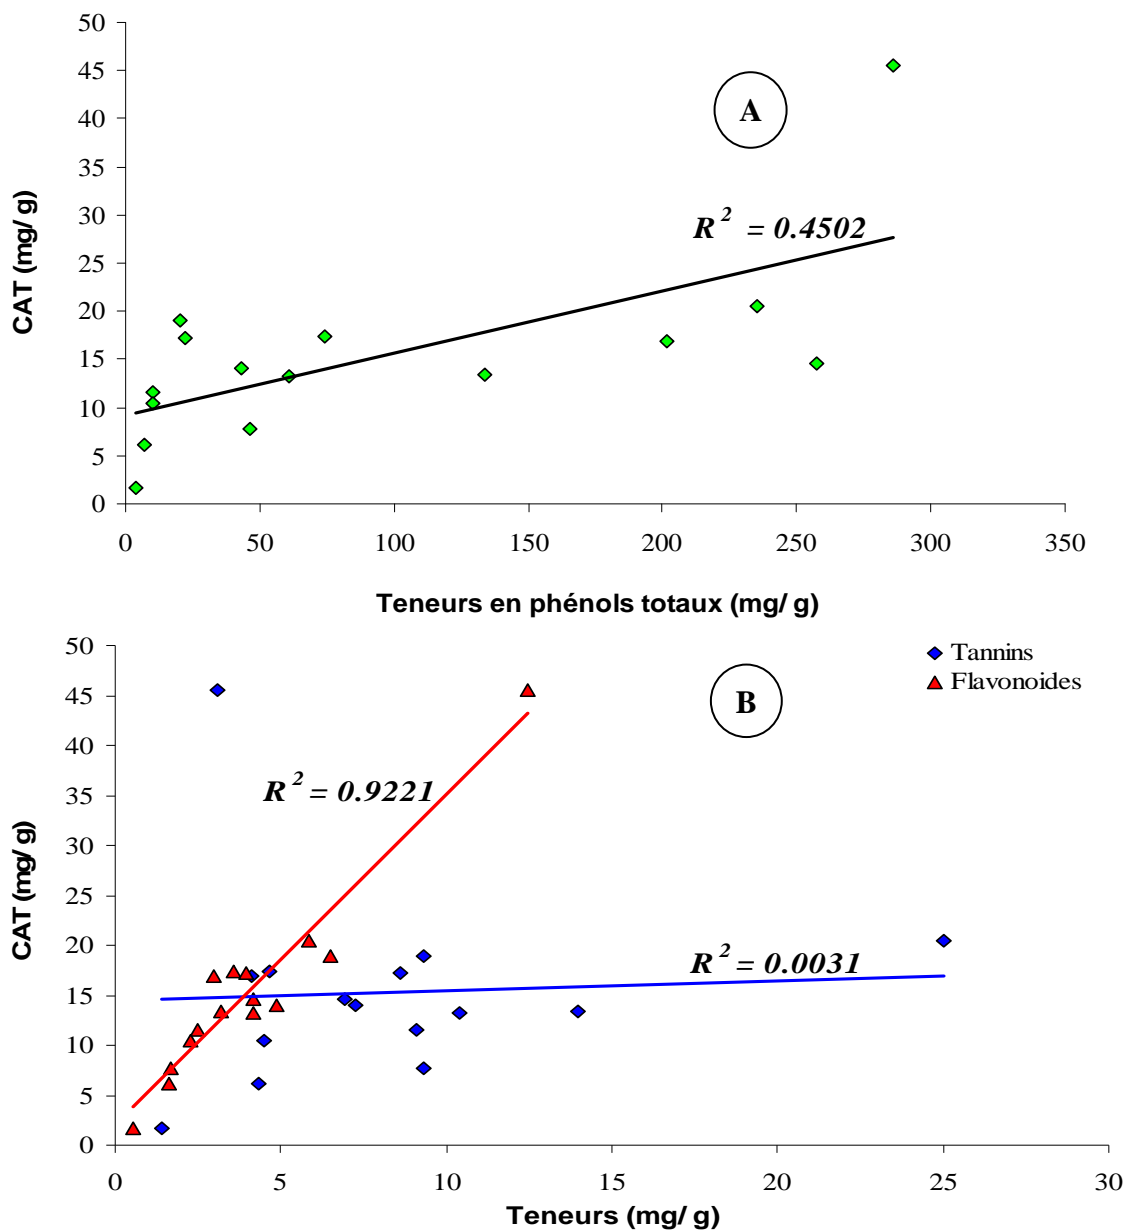 50
45
40
35
30
25
20
15
10
5
0
CAT (mg/ g)
A
R² = 0.4502
0 50 100 150 200 250 300 350
Teneurs en phénols totaux (mg/ g)
50
45
40
35
30
25
20
15
10
5
0
CAT (mg/ g)
Tannins
Flavonoides
B
R² = 0.9221
R² = 0.0031
0 5 10 15 20 25 30
Teneurs (mg/ g)